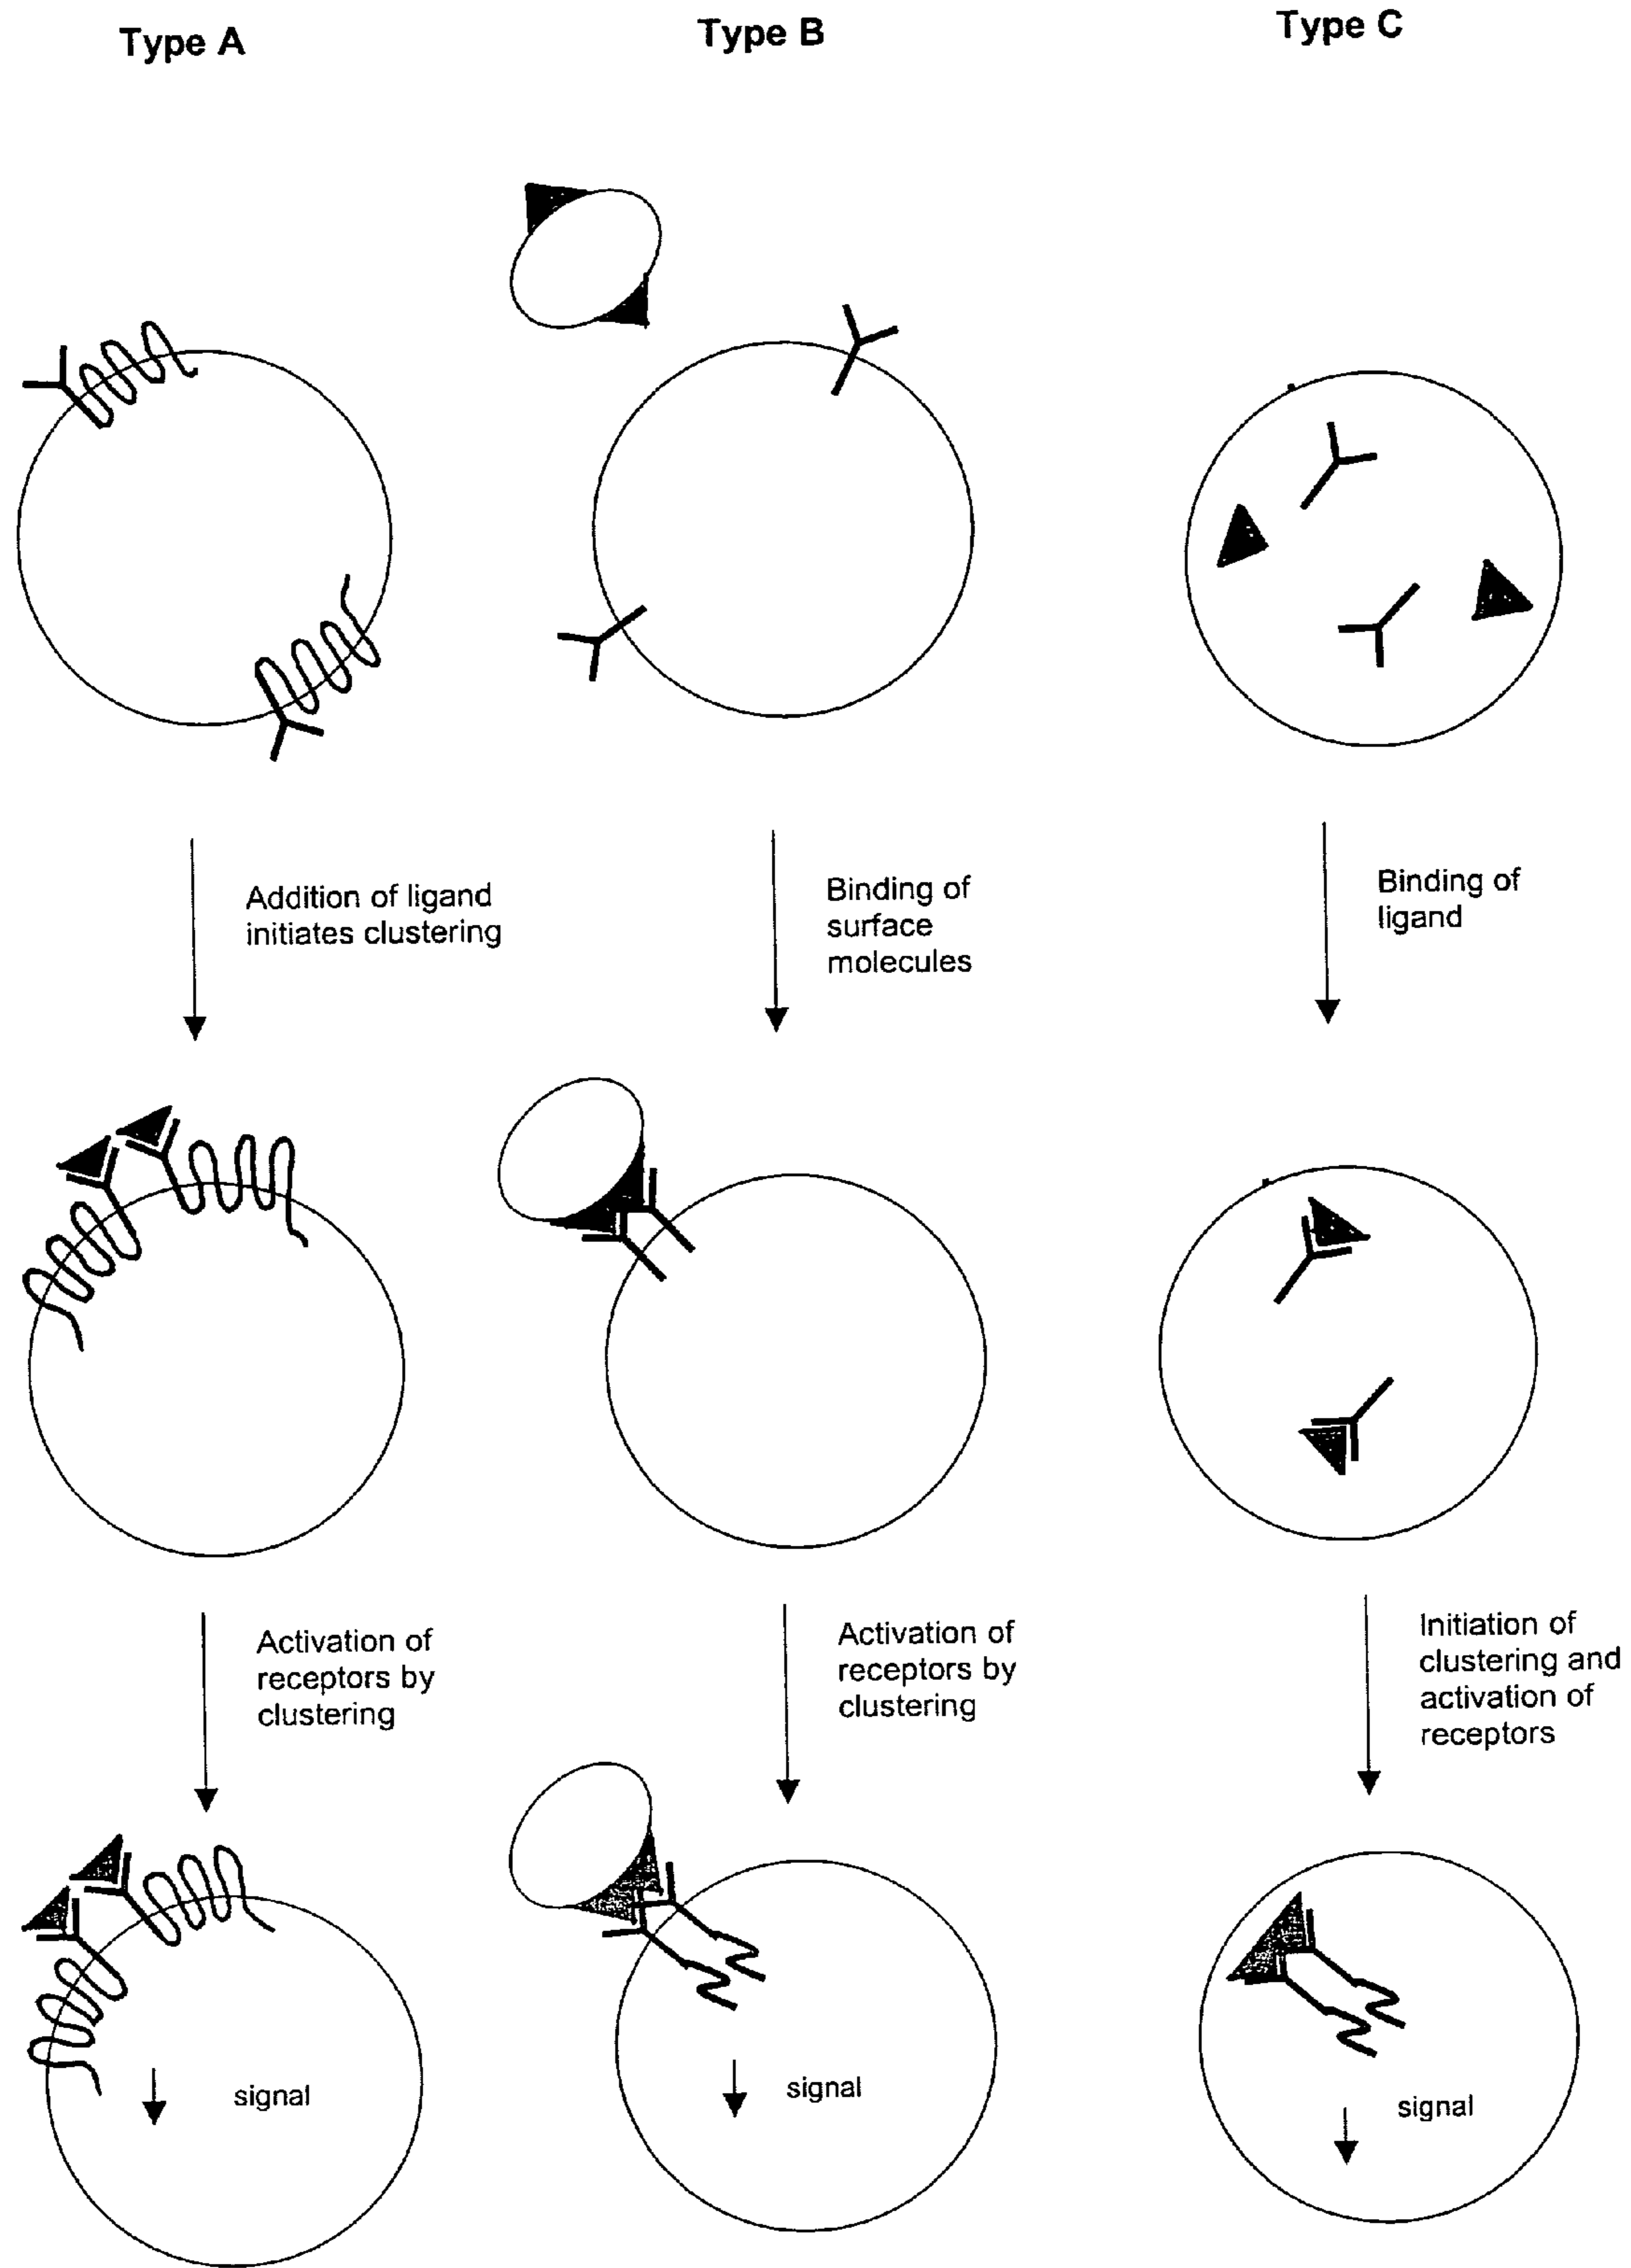 Type A
Type B
Type C
Addition of ligand
initiates clustering
Binding of
surface
molecules
Binding of
ligand
Activation of
receptors by
clustering
Activation of
receptors by
clustering
Initiation of
clustering and
activation of
receptors
signal
signal
signal